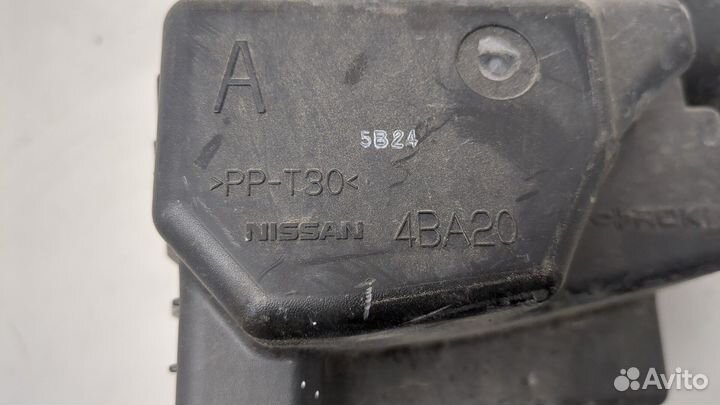 A
5B24
>PP-T30<
NISSAN 4BA20
Avito